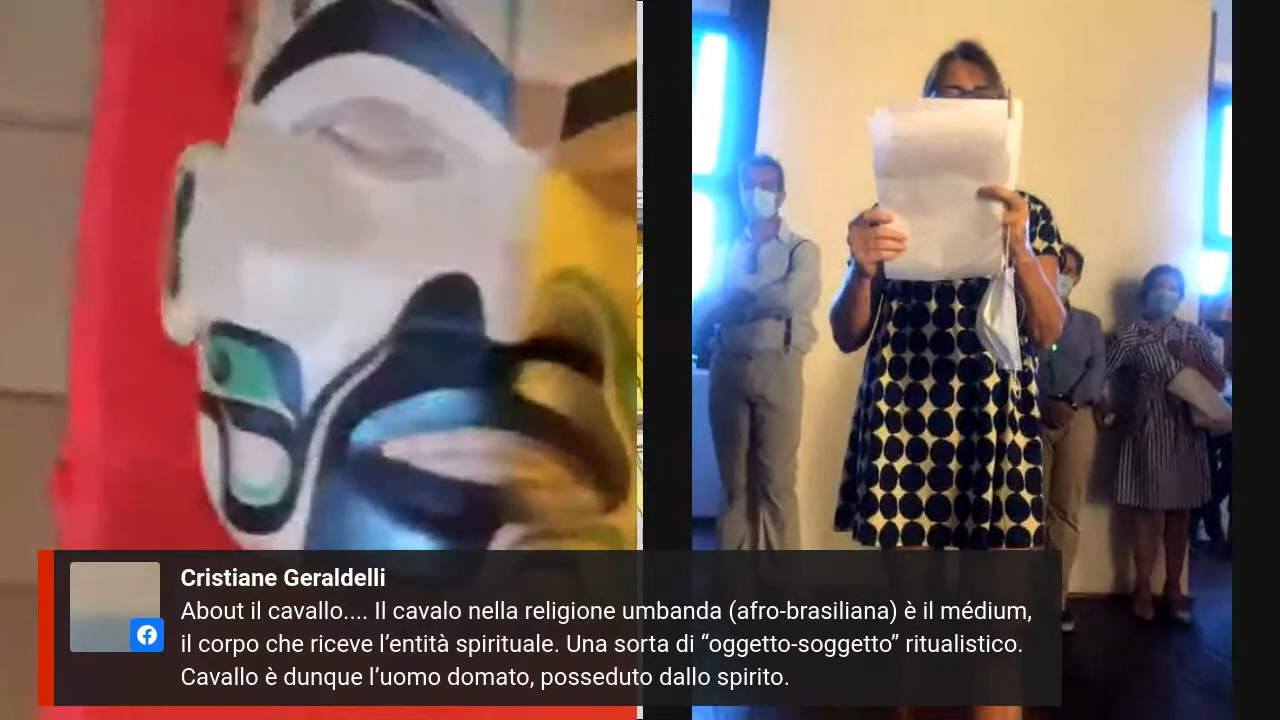 Cristiane Geraldelli
About il cavallo.... Il cavalo nella religione umbanda (afro-brasiliana) è il médium,
il corpo che riceve l’entità spirituale. Una sorta di “oggetto-soggetto” ritualistico.
Cavallo è dunque l’uomo domato, posseduto dallo spirito.